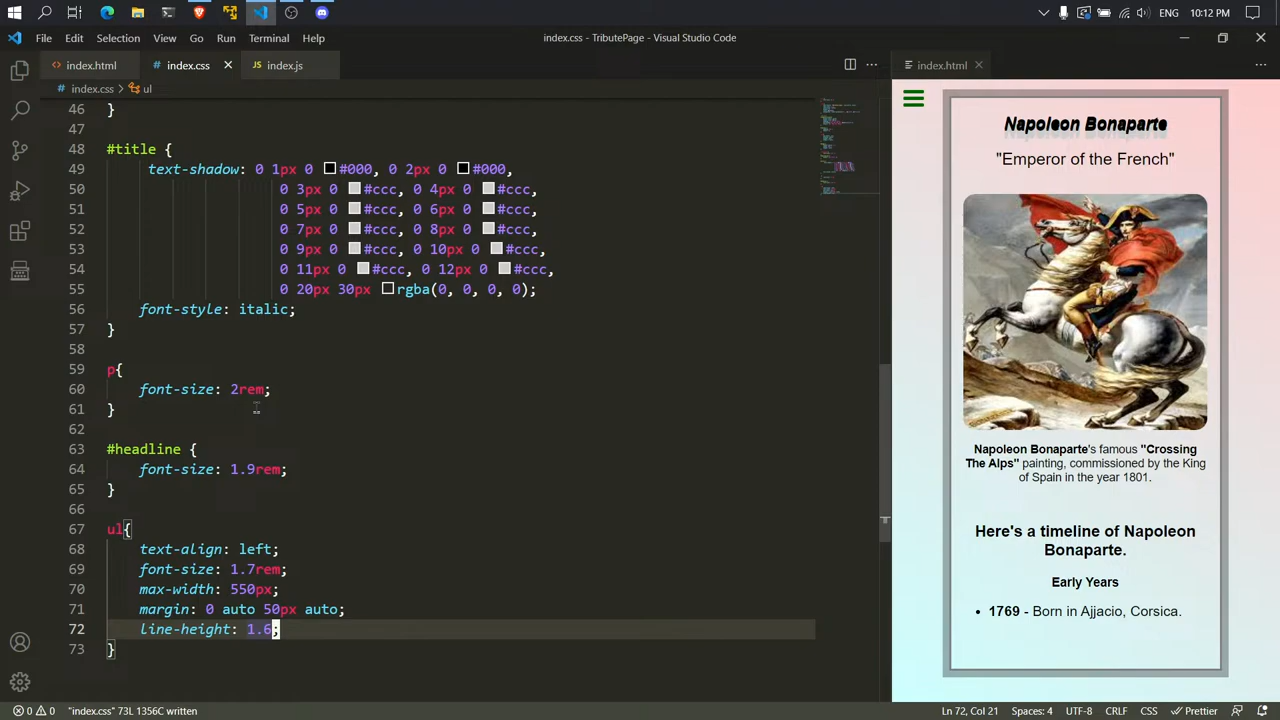 ENG
10:12 PM
File Edit Selection View Go Run Terminal Help
index.css - TributePage - Visual Studio Code
index.html
index.css
index.js
index.html
index.css > ul
46 }
47
48 #title {
49 text-shadow: 0 1px 0 #000, 0 2px 0 #000,
50 0 3px 0 #ccc, 0 4px 0 #ccc,
51 0 5px 0 #ccc, 0 6px 0 #ccc,
52 0 7px 0 #ccc, 0 8px 0 #ccc,
53 0 9px 0 #ccc, 0 10px 0 #ccc,
54 0 11px 0 #ccc, 0 12px 0 #ccc,
55 0 20px 30px rgba(0, 0, 0, 0);
56 font-style: italic;
57 }
58
59 p{
60 font-size: 2rem;
61 }
62
63 #headline {
64 font-size: 1.9rem;
65 }
66
67 ul{
68 text-align: left;
69 font-size: 1.7rem;
70 max-width: 550px;
71 margin: 0 auto 50px auto;
72 line-height: 1.6;
73 }
Napoleon Bonaparte
"Emperor of the French"
Napoleon Bonaparte's famous "Crossing
The Alps" painting, commissioned by the King
of Spain in the year 1801.
Here's a timeline of Napoleon
Bonaparte.
Early Years
• 1769 - Born in Ajjacio, Corsica.
0 0 "index.css" 73L 1356C written
Ln 72, Col 21 Spaces: 4 UTF-8 CRLF CSS Prettier